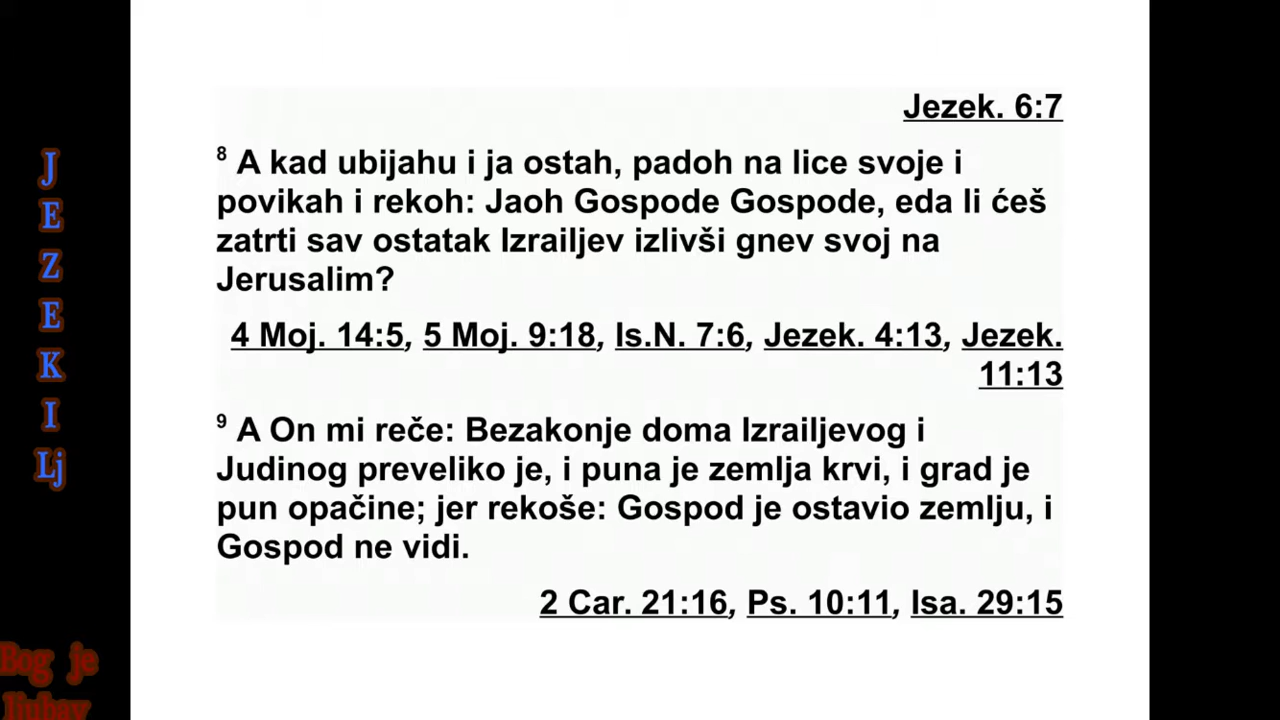 J
E
Z
E
K
I
Lj
Bog je
ljubav
Jezek. 6:7
8 A kad ubijahu i ja ostah, padoh na lice svoje i
povikah i rekoh: Jaoh Gospode Gospode, eda li ćeš
zatrti sav ostatak Izrailjev izlivši gnev svoj na
Jerusalim?
4 Moj. 14:5, 5 Moj. 9:18, Is.N. 7:6, Jezek. 4:13, Jezek.
11:13
9 A On mi reče: Bezakonje doma Izrailjevog i
Judinog preveliko je, i puna je zemlja krvi, i grad je
pun opačine; jer rekoše: Gospod je ostavio zemlju, i
Gospod ne vidi.
2 Car. 21:16, Ps. 10:11, Isa. 29:15